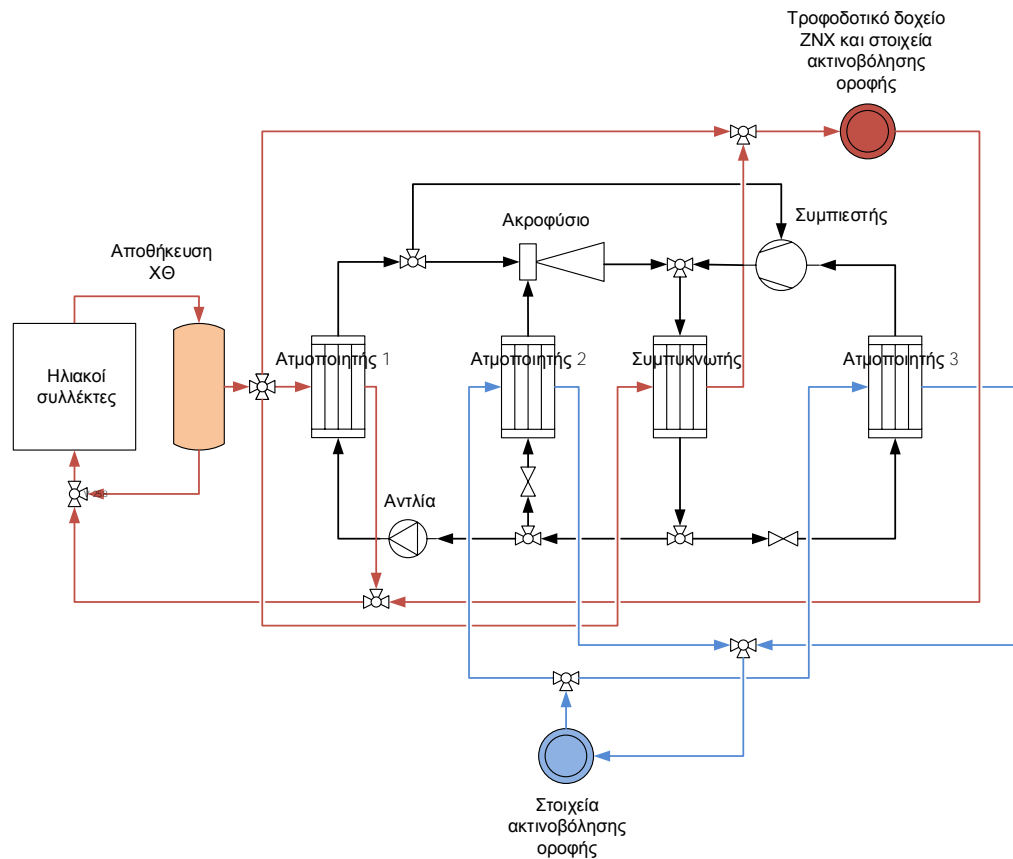 Τροφοδοτικό δοχείο
ΖΝΧ και στοιχεία
ακτινοβόλησης
οροφής
Ακροφύσιο
Συμπιεστής
Αποθήκευση
ΧΘ
Ηλιακοί
συλλέκτες
Ατμοποιητής 1
Ατμοποιητής 2
Συμπυκνωτής
Ατμοποιητής 3
Αντλία
Στοιχεία
ακτινοβόλησης
οροφής